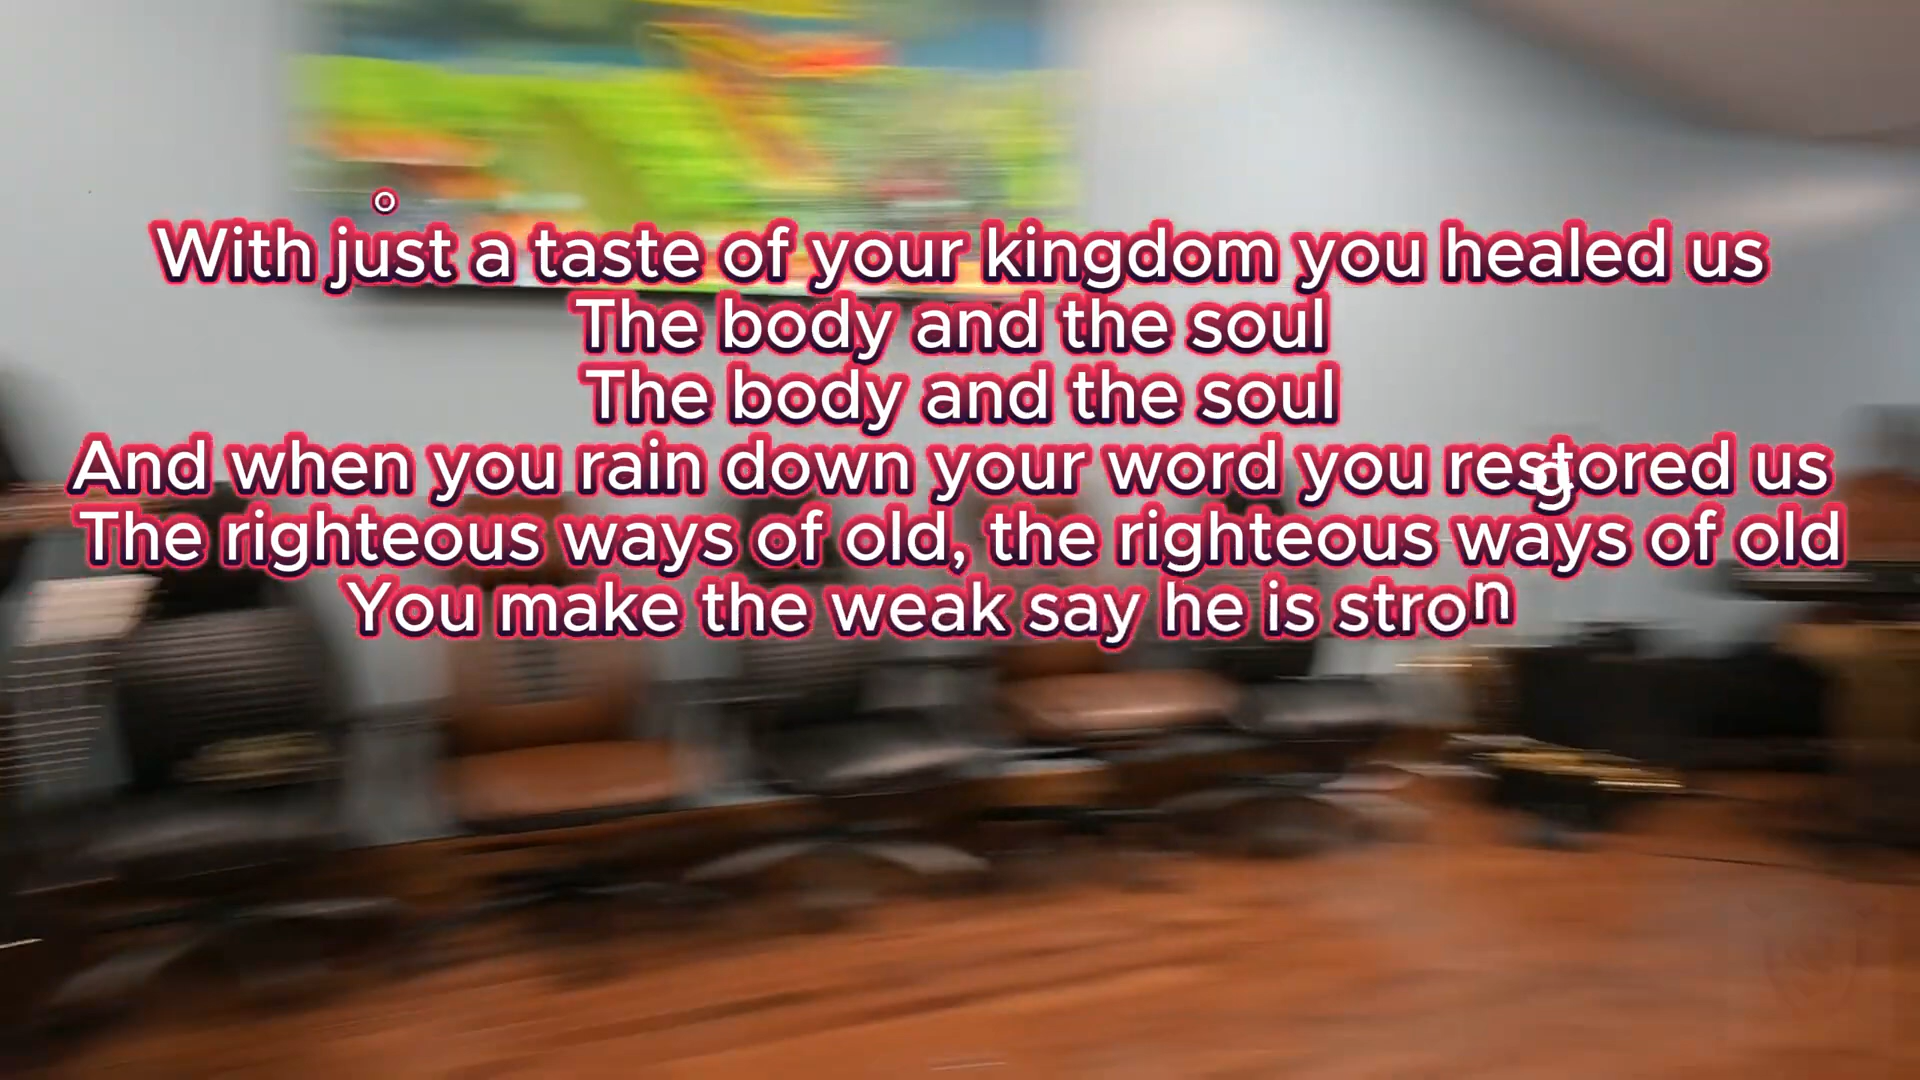 With just a taste of your kingdom you healed us
The body and the soul
The body and the soul
And when you rain down your word you restored us
The righteous ways of old, the righteous ways of old
You make the weak say he is strong